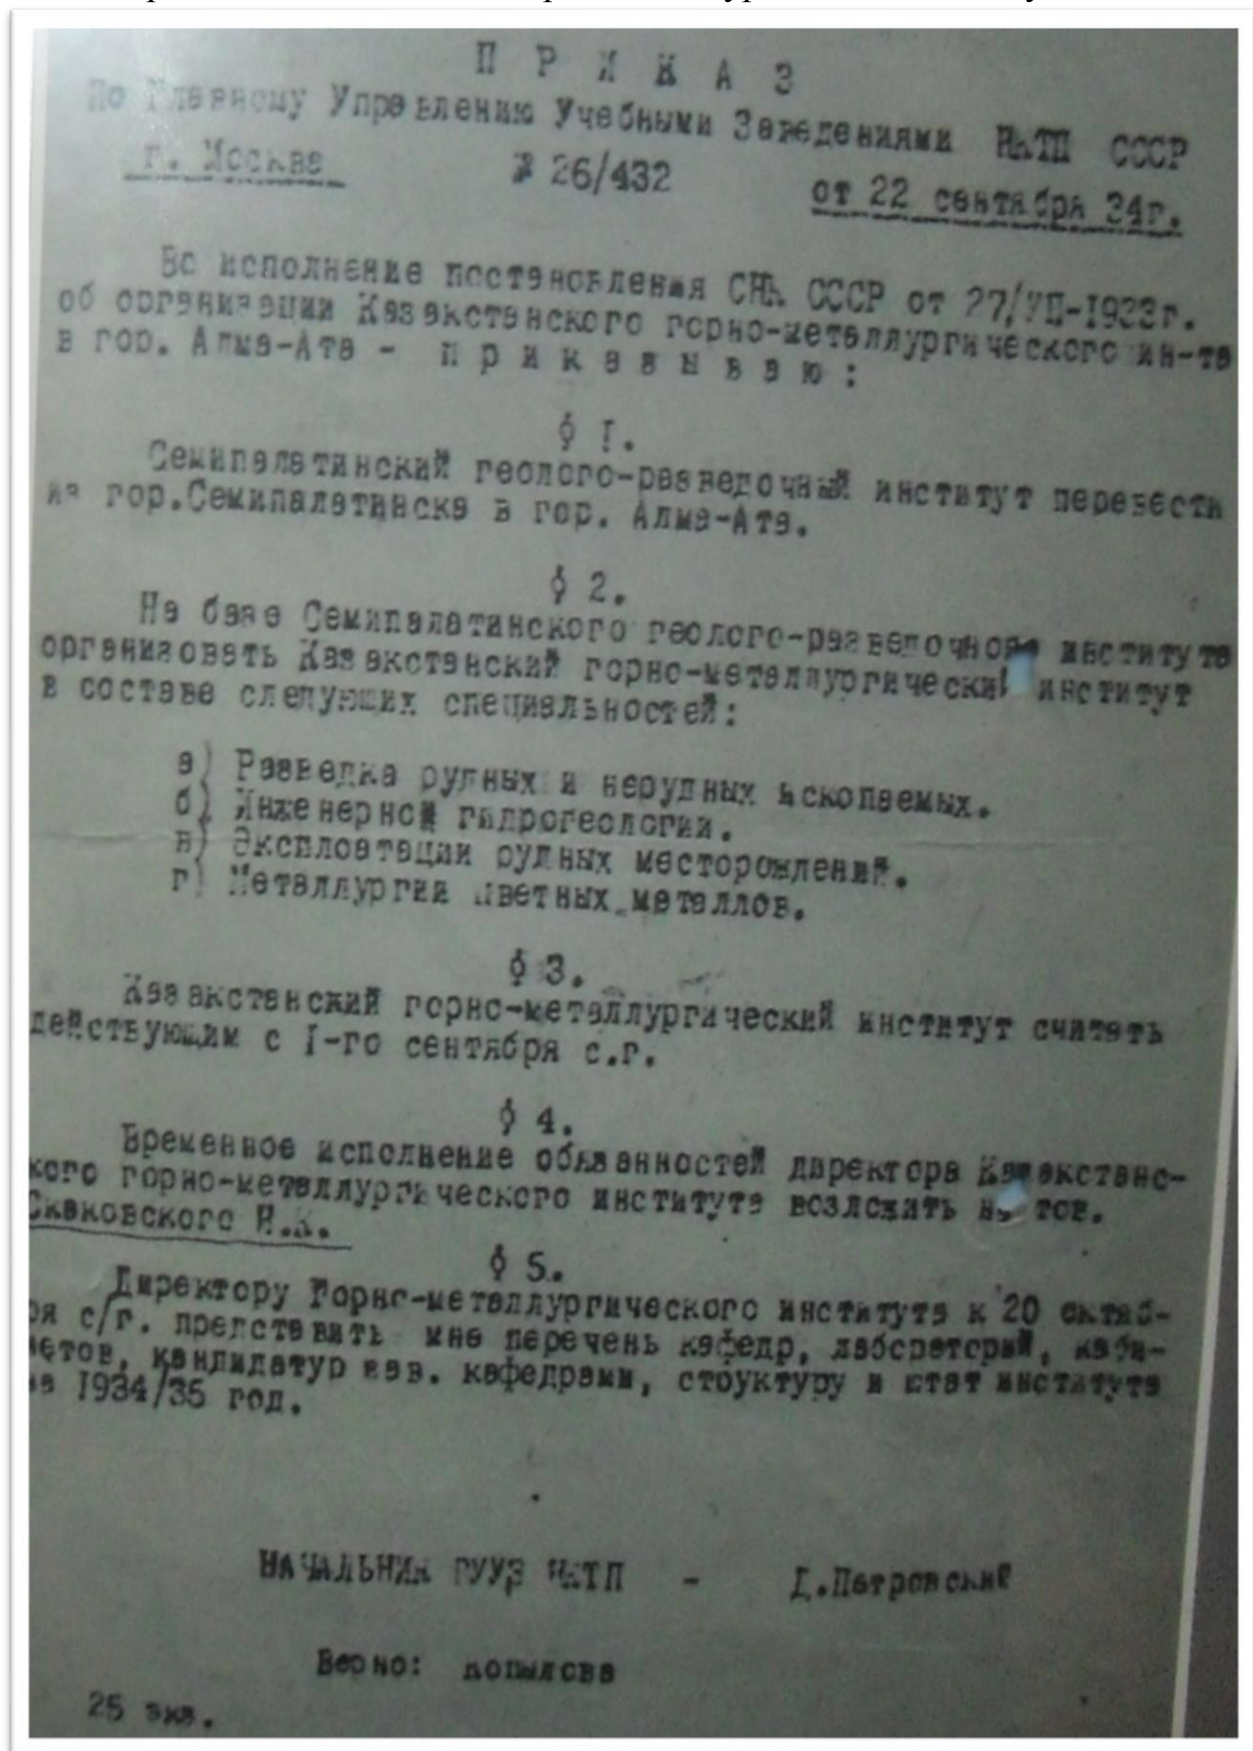 П Р И К А З
По Главному Управлению Учебными Заведениями НКТП СССР
г. Москва № 26/432 от 22 сентября 34г.
Во исполнение постановления СНК СССР от 27/УП-1933г.
об организации Казакстанского горно-металлургического ин-та
в гор. Алма-Ата - п р и к а з ы в а ю :
§ I.
Семипалатинский геолого-разведочный институт перевести
из гор.Семипалатинска в гор. Алма-Ата.
§ 2.
На базе Семипалатинского геолого-разведочного института
организовать Казакстанский горно-металлургический институт
в составе следующих специальностей:
а) Разведка рудных и нерудных ископаемых.
б) Инженерной гидрогеологии.
в) Эксплоатации рудных месторождений.
г) Металлургии цветных металлов.
§ 3.
Казакстанский горно-металлургический институт считать
действующим с I-го сентября с.г.
§ 4.
Временное исполнение обязанностей директора Казакстанс-
кого горно-металлургического института возложить на тов.
Скаковского И.К.
§ 5.
Директору Горно-металлургического института к 20 октяб-
ря с/г. представить мне перечень кафедр, лабораторий, каби-
нетов, кандидатур зав. кафедрами, структуру и штат института
на 1934/35 год.
НАЧАЛЬНИК ГУУЗ НКТП - Д.Петровский
Верно: Копылова
25 экз.